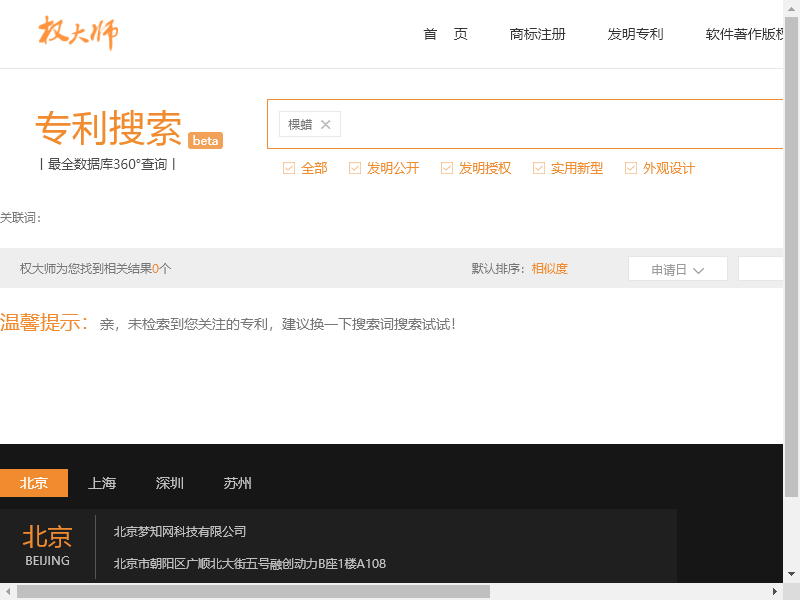 权大师
首 页 商标注册 发明专利 软件著作版权
专利搜索 beta
棵蜡
丨最全数据库360°查询丨
全部 发明公开 发明授权 实用新型 外观设计
关联词：
权大师为您找到相关结果0个 默认排序：相似度 申请日
温馨提示：亲，未检索到您关注的专利，建议换一下搜索词搜索试试！
北京 上海 深圳 苏州
北京
BEIJING
北京梦知网科技有限公司
北京市朝阳区广顺北大街五号融创动力B座1楼A108